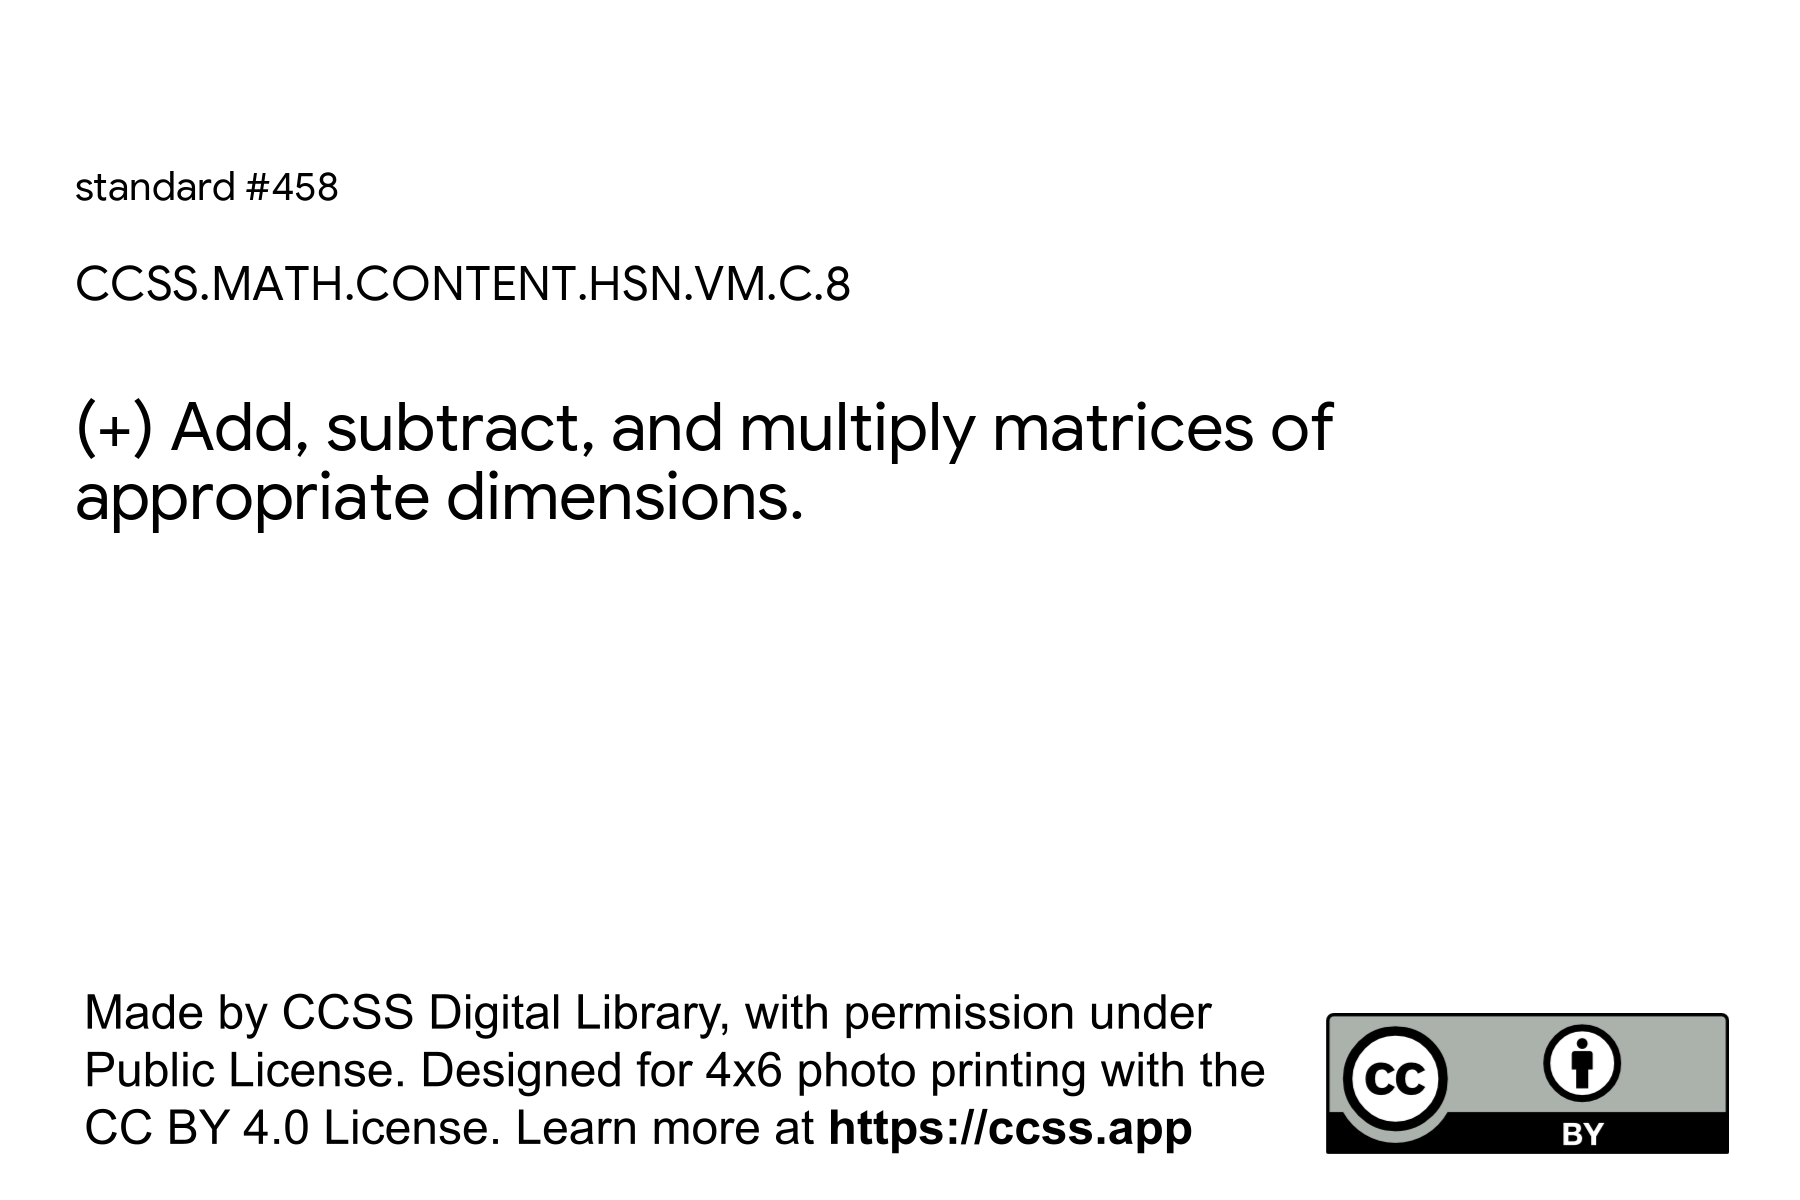 standard #458
CCSS.MATH.CONTENT.HSN.VM.C.8
(+) Add, subtract, and multiply matrices of
appropriate dimensions.
Made by CCSS Digital Library, with permission under
Public License. Designed for 4x6 photo printing with the
CC BY 4.0 License. Learn more at https://ccss.app
cc
BY